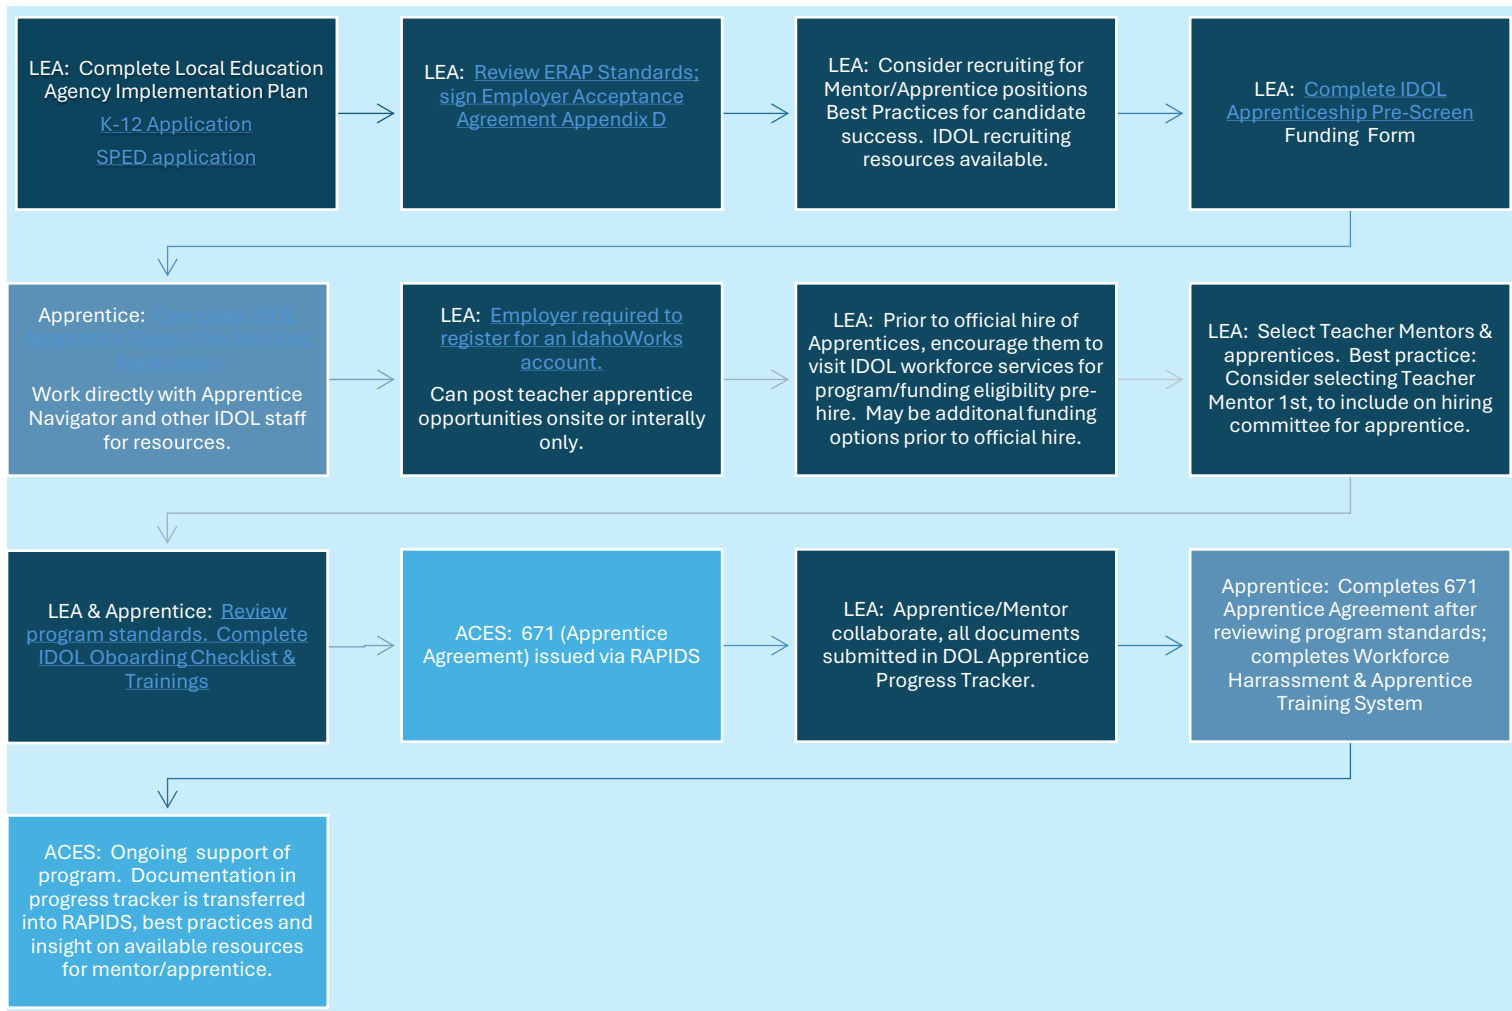 LEA: Complete Local Education
Agency Implementation Plan
K-12 Application
SPED application
LEA: Review ERAP Standards;
sign Employer Acceptance
Agreement Appendix D
LEA: Consider recruiting for
Mentor/Apprentice positions
Best Practices for candidate
success. IDOL recruiting
resources available.
LEA: Complete IDOL
Apprenticeship Pre-Screen
Funding Form
Apprentice: Complete IDOL
Application
Work directly with Apprentice
Navigator and other IDOL staff
for resources.
LEA: Employer required to
register for an IdahoWorks
account.
Can post teacher apprentice
opportunities onsite or interally
only.
LEA: Prior to official hire of
Apprentices, encourage them to
visit IDOL workforce services for
program/funding eligibility pre-
hire. May be additonal funding
options prior to official hire.
LEA: Select Teacher Mentors &
apprentices. Best practice:
Consider selecting Teacher
Mentor 1st, to include on hiring
committee for apprentice.
LEA & Apprentice: Review
program standards. Complete
IDOL Oboarding Checklist &
Trainings
ACES: 671 (Apprentice
Agreement) issued via RAPIDS
LEA: Apprentice/Mentor
collaborate, all documents
submitted in DOL Apprentice
Progress Tracker.
Apprentice: Completes 671
Apprentice Agreement after
reviewing program standards;
completes Workforce
Harrassment & Apprentice
Training System
ACES: Ongoing support of
program. Documentation in
progress tracker is transferred
into RAPIDS, best practices and
insight on available resources
for mentor/apprentice.